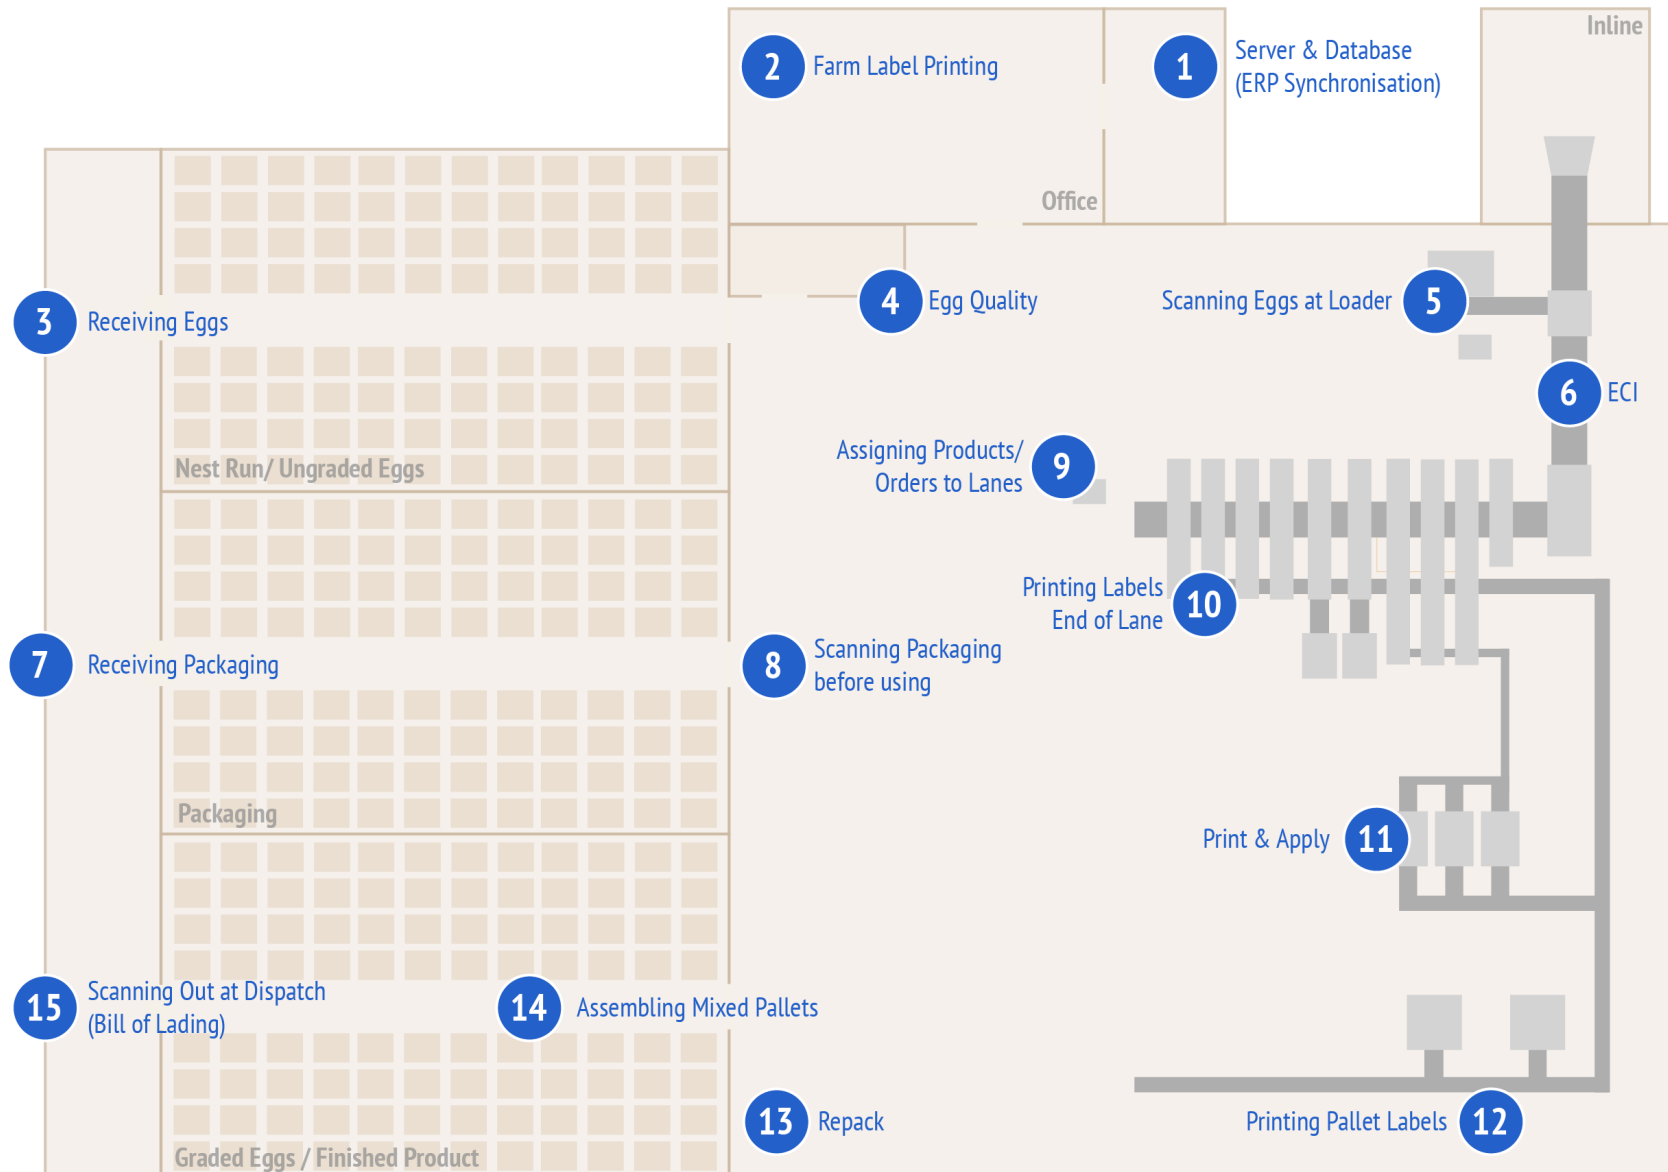 Inline
2 Farm Label Printing
1 Server & Database
(ERP Synchronisation)
Office
3 Receiving Eggs
4 Egg Quality
Scanning Eggs at Loader 5
6 ECI
Nest Run/ Ungraded Eggs
Assigning Products/
Orders to Lanes 9
Printing Labels
End of Lane 10
7 Receiving Packaging
8 Scanning Packaging
before using
Packaging
Print & Apply 11
15 Scanning Out at Dispatch
(Bill of Lading)
14 Assembling Mixed Pallets
13 Repack
Printing Pallet Labels 12
Graded Eggs / Finished Product